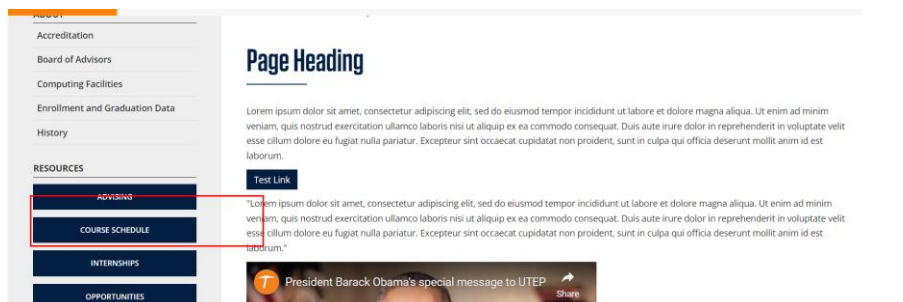 ABOUT
Accreditation
Board of Advisors
Computing Facilities
Enrollment and Graduation Data
History
RESOURCES
ADVISING
COURSE SCHEDULE
INTERNSHIPS
OPPORTUNITIES
Page Heading
Lorem ipsum dolor sit amet, consectetur adipiscing elit, sed do eiusmod tempor incididunt ut labore et dolore magna aliqua. Ut enim ad minim
veniam, quis nostrud exercitation ullamco laboris nisi ut aliquip ex ea commodo consequat. Duis aute irure dolor in reprehenderit in voluptate velit
esse cillum dolore eu fugiat nulla pariatur. Excepteur sint occaecat cupidatat non proident, sunt in culpa qui officia deserunt mollit anim id est
laborum.
Test Link
"Lorem ipsum dolor sit amet, consectetur adipiscing elit, sed do eiusmod tempor incididunt ut labore et dolore magna aliqua. Ut enim ad minim
veniam, quis nostrud exercitation ullamco laboris nisi ut aliquip ex ea commodo consequat. Duis aute irure dolor in reprehenderit in voluptate velit
esse cillum dolore eu fugiat nulla pariatur. Excepteur sint occaecat cupidatat non proident, sunt in culpa qui officia deserunt mollit anim id est
laborum."
T President Barack Obama's special message to UTEP
Share